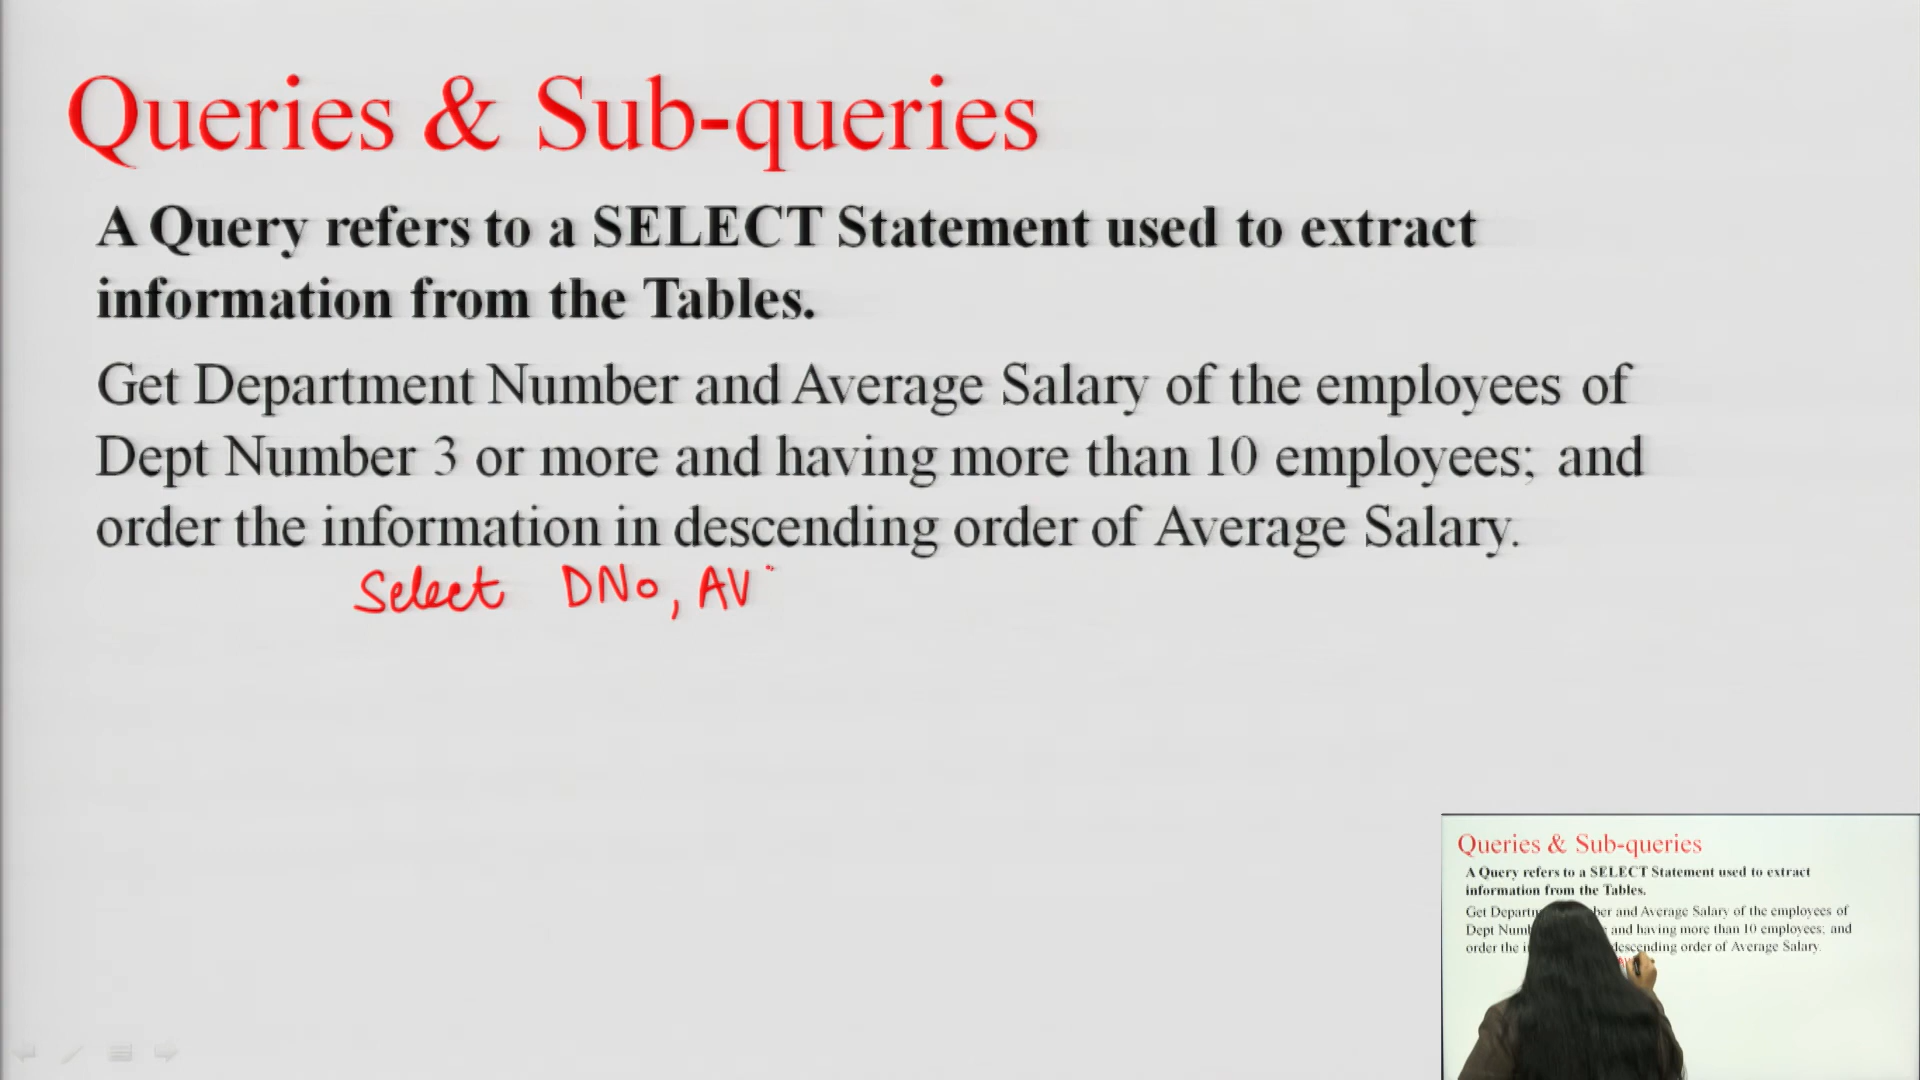 Queries & Sub-queries
A Query refers to a SELECT Statement used to extract
information from the Tables.
Get Department Number and Average Salary of the employees of
Dept Number 3 or more and having more than 10 employees; and
order the information in descending order of Average Salary.
Select DNo, AV
Queries & Sub-queries
A Query refers to a SELECT Statement used to extract
information from the Tables.
Get and Average Salary of the employees of
Dept and having more than 10 employees; and
order the descending order of Average Salary.